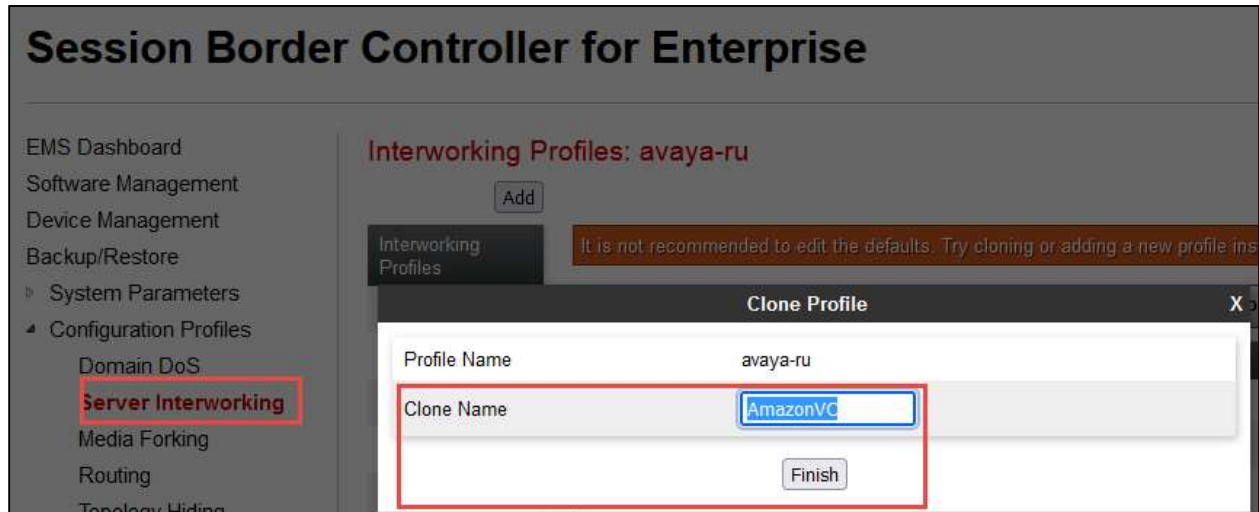 Session Border Controller for Enterprise
EMS Dashboard
Software Management
Device Management
Backup/Restore
System Parameters
Configuration Profiles
Domain DoS
Server Interworking
Media Forking
Routing
Topology Hiding
Interworking Profiles: avaya-ru
Add
Interworking
Profiles
It is not recommended to edit the defaults. Try cloning or adding a new profile ins
Clone Profile X
Profile Name avaya-ru
Clone Name AmazonVC
Finish